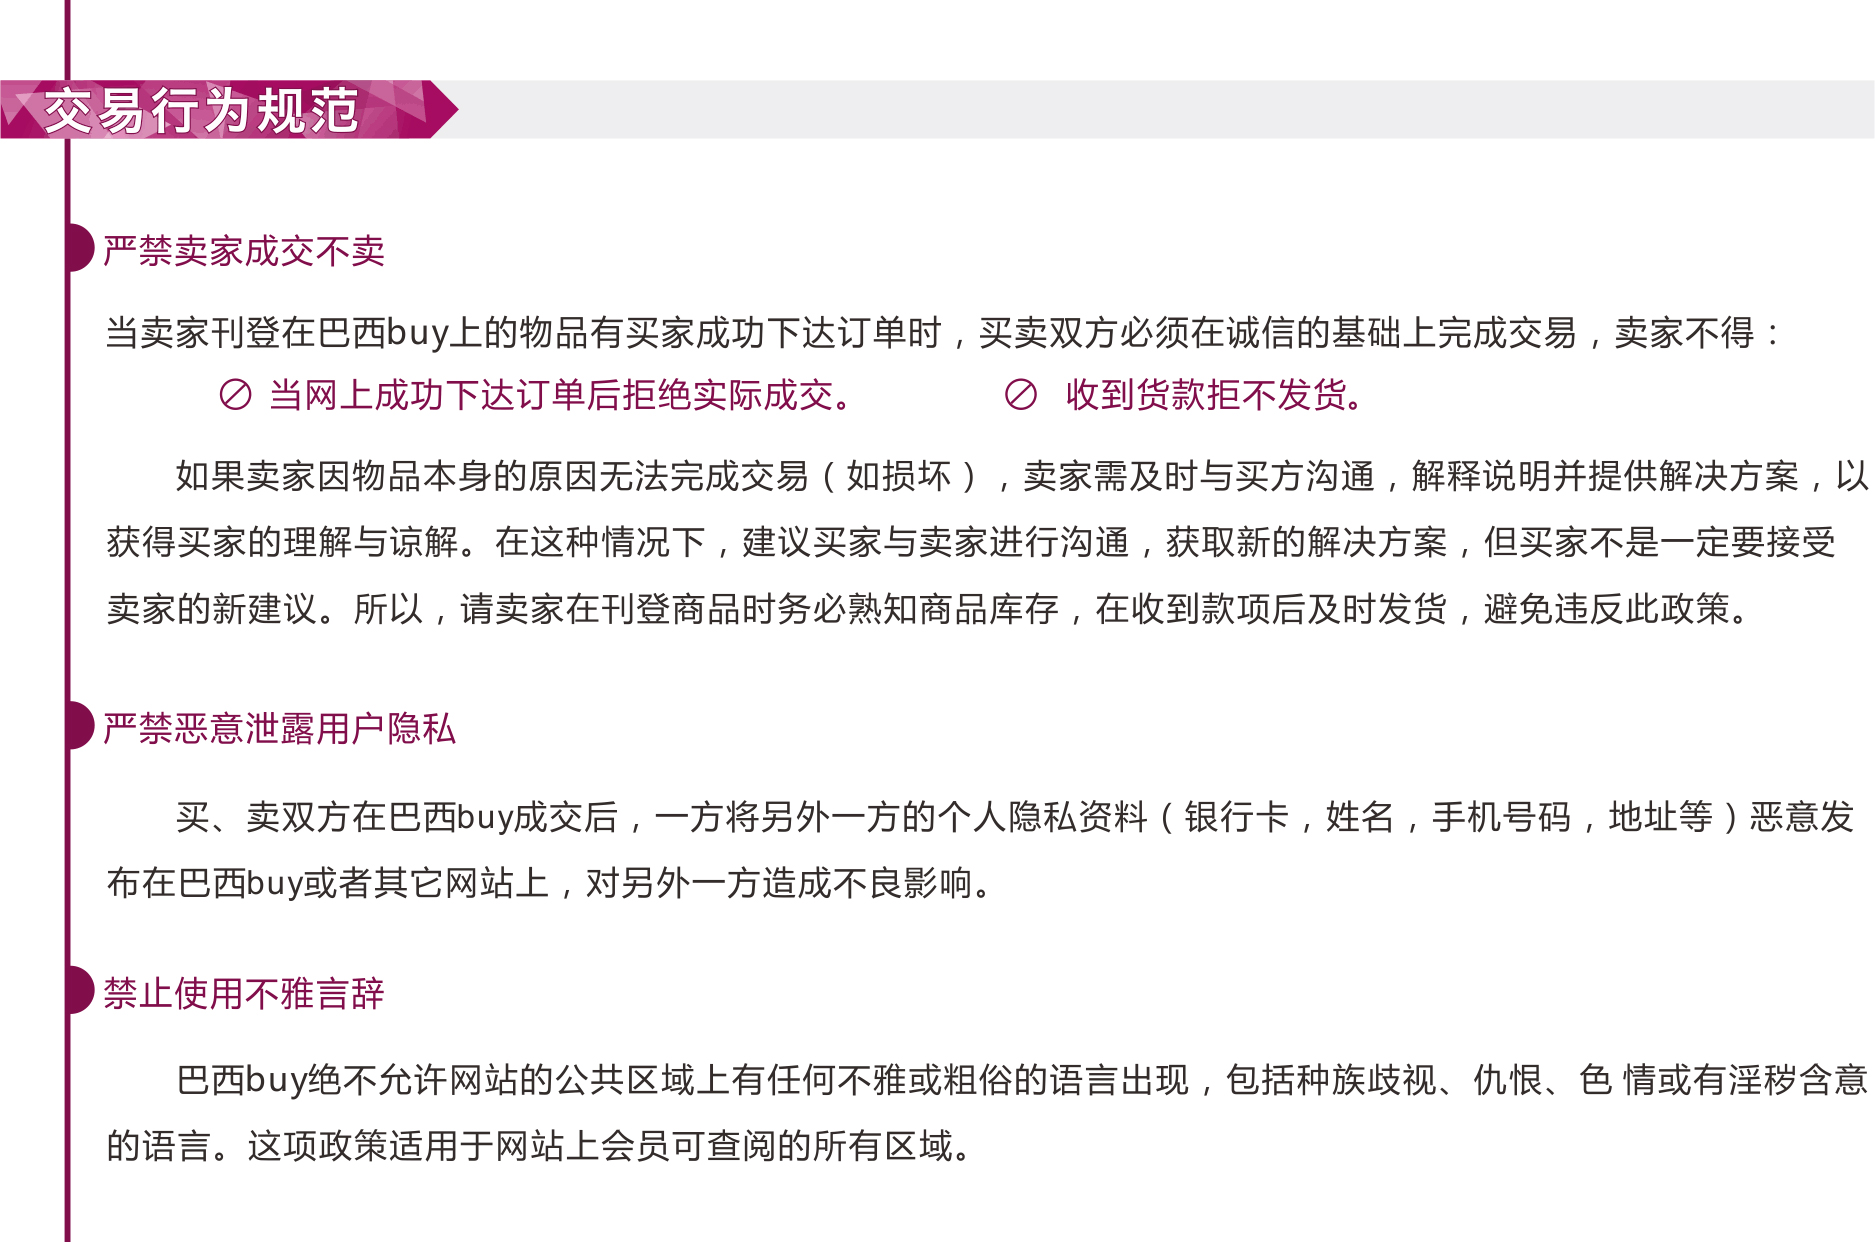 交易行为规范
严禁卖家成交不卖
当卖家刊登在巴西buy上的物品有买家成功下达订单时，买卖双方必须在诚信的基础上完成交易，卖家不得：
当网上成功下达订单后拒绝实际成交。 收到货款拒不发货。
如果卖家因物品本身的原因无法完成交易（如损坏），卖家需及时与买方沟通，解释说明并提供解决方案，以
获得买家的理解与谅解。在这种情况下，建议买家与卖家进行沟通，获取新的解决方案，但买家不是一定要接受
卖家的新建议。所以，请卖家在刊登商品时务必熟知商品库存，在收到款项后及时发货，避免违反此政策。
严禁恶意泄露用户隐私
买、卖双方在巴西buy成交后，一方将另外一方的个人隐私资料（银行卡，姓名，手机号码，地址等）恶意发
布在巴西buy或者其它网站上，对另外一方造成不良影响。
禁止使用不雅言辞
巴西buy绝不允许网站的公共区域上有任何不雅或粗俗的语言出现，包括种族歧视、仇恨、色 情或有淫秽含意
的语言。这项政策适用于网站上会员可查阅的所有区域。